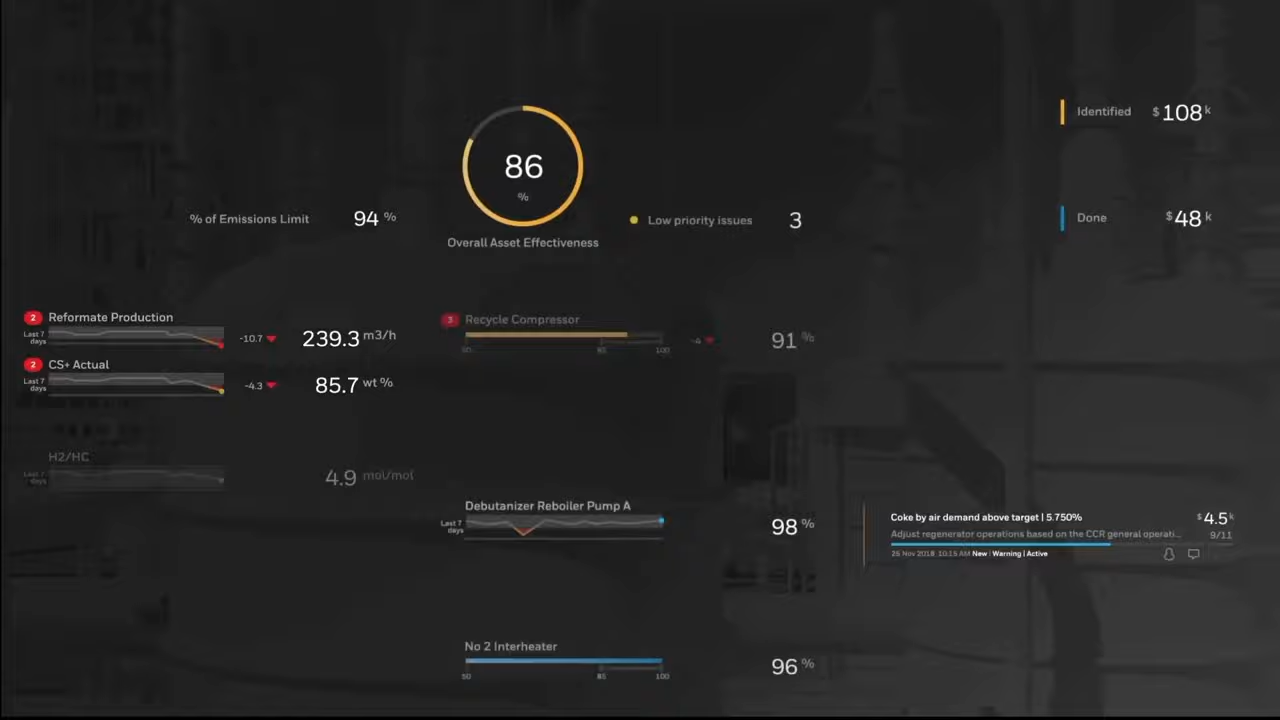 Identified $108k
86
%
% of Emissions Limit 94 %
Low priority issues 3
Done $48k
Overall Asset Effectiveness
2 Reformate Production
Last 7 days -10.7 239.3 m3/h
3 Recycle Compressor
-4 91 %
50 85 100
2 CS+ Actual
Last 7 days -4.3 85.7 wt %
H2/HC
Last 7 days 4.9 mol/mol
Debutanizer Reboiler Pump A
Last 7 days 98 %
Coke by air demand above target | 5.750% $4.5k
Adjust regenerator operations based on the CCR general operati... 9/11
25 Nov 2018 10:15 AM New | Warning | Active
No 2 Interheater
96 %
50 85 100